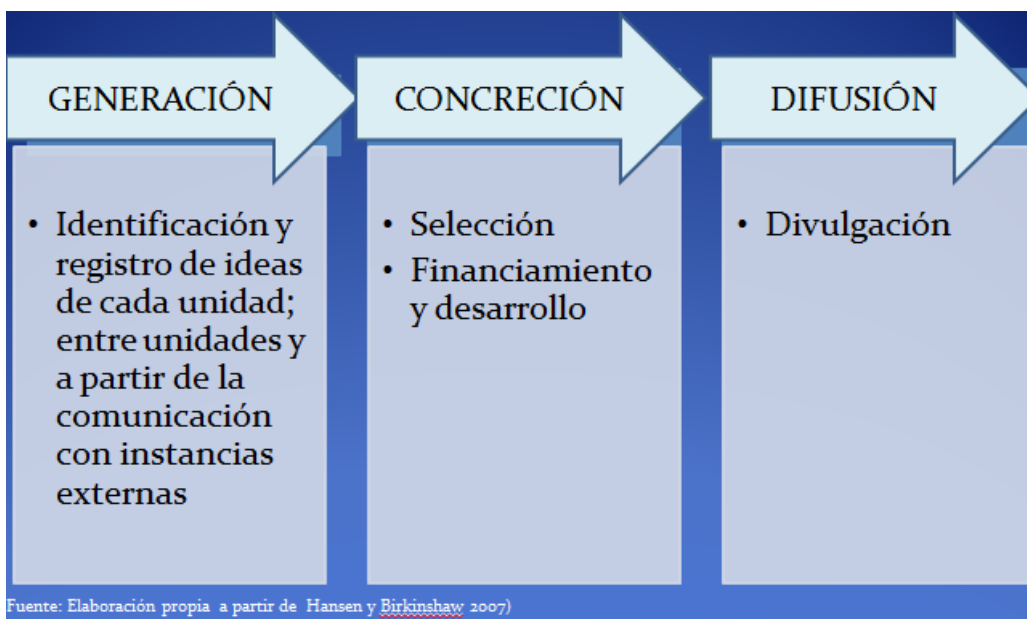 GENERACIÓN
• Identificación y
registro de ideas
de cada unidad;
entre unidades y
a partir de la
comunicación
con instancias
externas
CONCRECIÓN
• Selección
• Financiamiento
y desarrollo
DIFUSIÓN
• Divulgación
Fuente: Elaboración propia a partir de Hansen y Birkinshaw 2007)